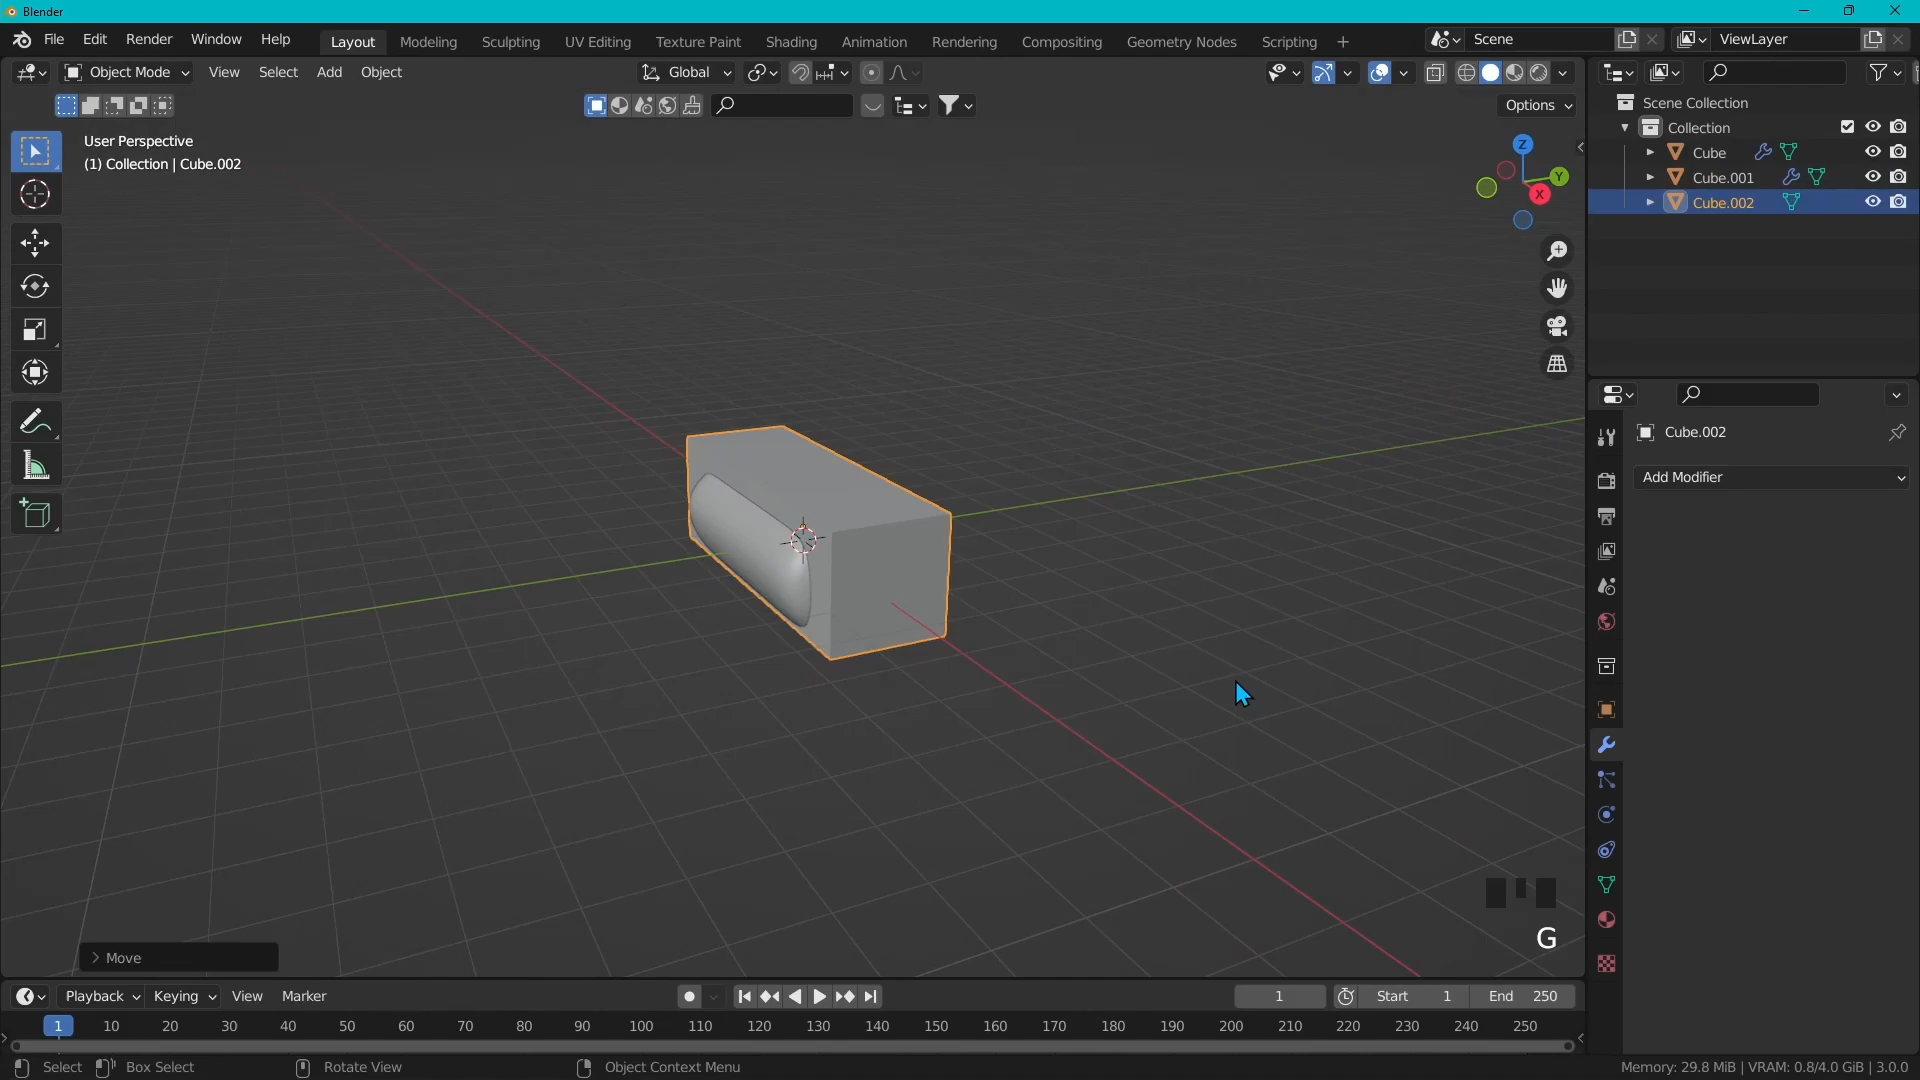 Blender
File Edit Render Window Help Layout Modeling Sculpting UV Editing Texture Paint Shading Animation Rendering Compositing Geometry Nodes Scripting + Scene ViewLayer
Object Mode View Select Add Object Global
Options
User Perspective
(1) Collection | Cube.002
Z
Y
X
Scene Collection
Collection
Cube
Cube.001
Cube.002
Cube.002
Add Modifier
G
Move
Playback Keying View Marker 1 Start 1 End 250
1 10 20 30 40 50 60 70 80 90 100 110 120 130 140 150 160 170 180 190 200 210 220 230 240 250
Select Box Select Rotate View Object Context Menu Memory: 29.8 MiB | VRAM: 0.8/4.0 GiB | 3.0.0